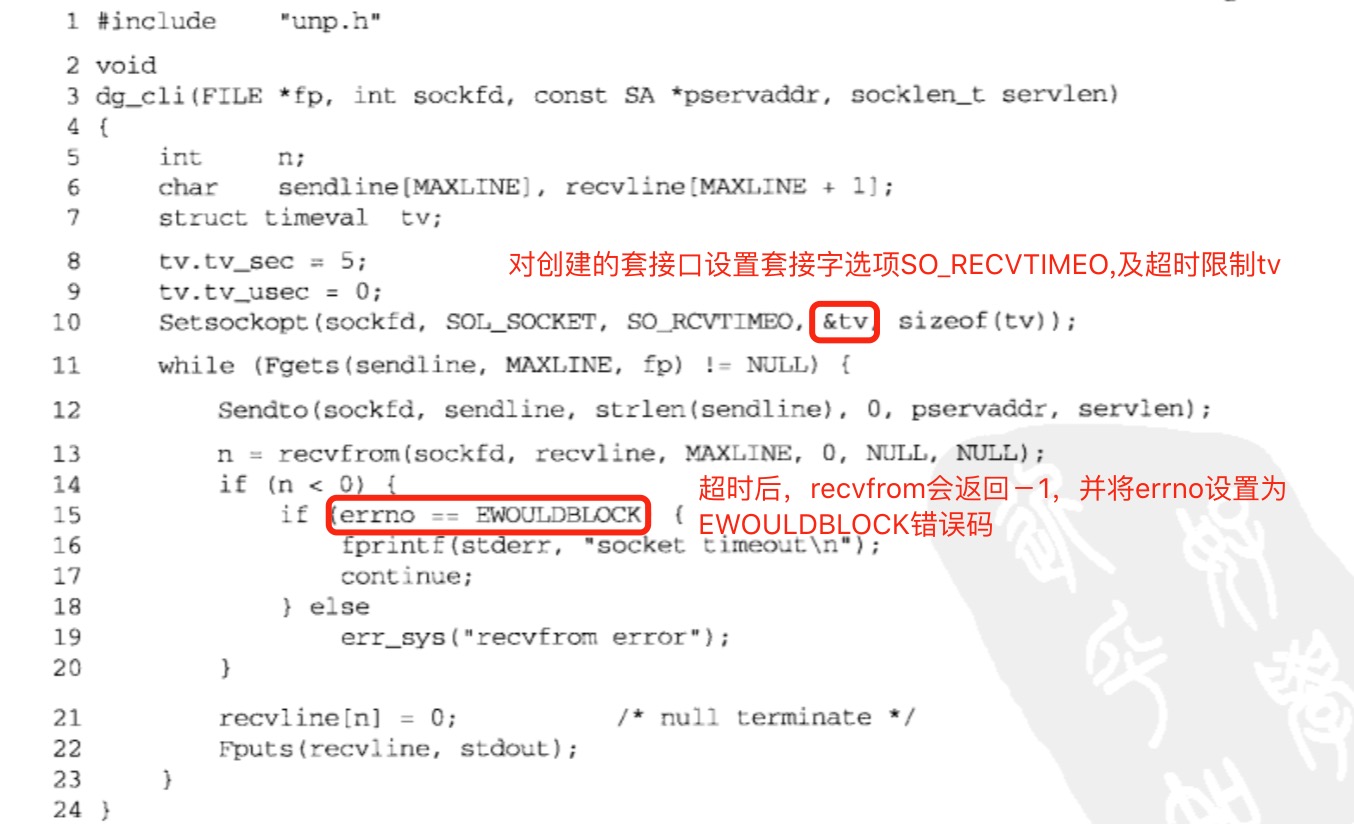 1 #include "unp.h"
2 void
3 dg_cli(FILE *fp, int sockfd, const SA *pservaddr, socklen_t servlen)
4 {
5 int n;
6 char sendline[MAXLINE], recvline[MAXLINE + 1];
7 struct timeval tv;
8 tv.tv_sec = 5;
对创建的套接口设置套接字选项SO_RECVTIMEO,及超时限制tv
9 tv.tv_usec = 0;
10 Setsockopt(sockfd, SOL_SOCKET, SO_RCVTIMEO, &tv, sizeof(tv));
11 while (Fgets(sendline, MAXLINE, fp) != NULL) {
12 Sendto(sockfd, sendline, strlen(sendline), 0, pservaddr, servlen);
13 n = recvfrom(sockfd, recvline, MAXLINE, 0, NULL, NULL);
14 if (n < 0) {
超时后，recvfrom会返回－1，并将errno设置为
15 if (errno == EWOULDBLOCK {
EWOULDBLOCK错误码
16 fprintf(stderr, "socket timeout\n");
17 continue;
18 } else
19 err_sys("recvfrom error");
20 }
21 recvline[n] = 0; /* null terminate */
22 Fputs(recvline, stdout);
23 }
24 }